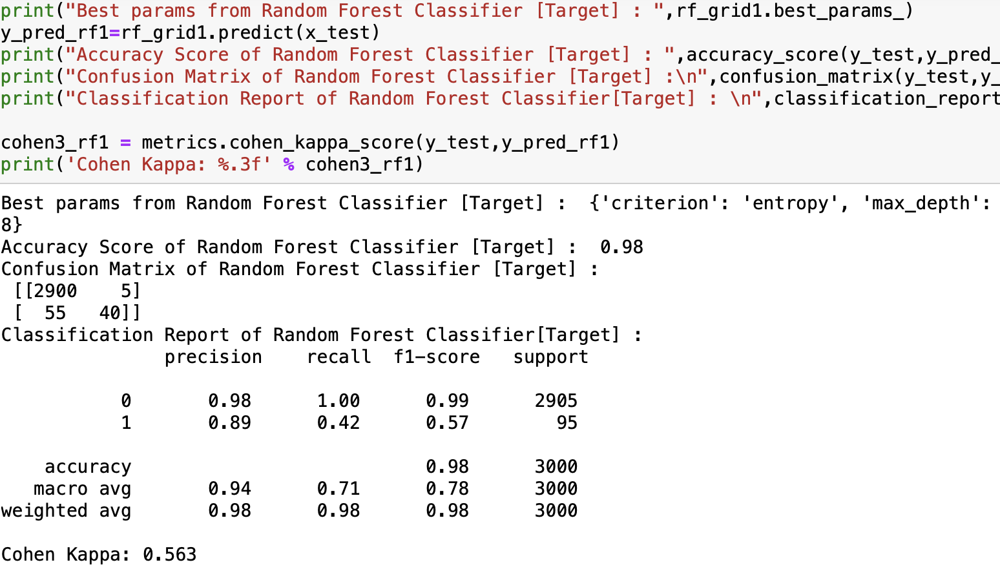 print("Best params from Random Forest Classifier [Target] : ",rf_grid1.best_params_)
y_pred_rf1=rf_grid1.predict(x_test)
print("Accuracy Score of Random Forest Classifier [Target] : ",accuracy_score(y_test,y_pred_
print("Confusion Matrix of Random Forest Classifier [Target] :\n",confusion_matrix(y_test,y_
print("Classification Report of Random Forest Classifier[Target] : \n",classification_report
cohen3_rf1 = metrics.cohen_kappa_score(y_test,y_pred_rf1)
print('Cohen Kappa: %.3f' % cohen3_rf1)
Best params from Random Forest Classifier [Target] :  {'criterion': 'entropy', 'max_depth':
8}
Accuracy Score of Random Forest Classifier [Target] :  0.98
Confusion Matrix of Random Forest Classifier [Target] :
 [[2900    5]
 [  55   40]]
Classification Report of Random Forest Classifier[Target] :
               precision    recall  f1-score   support
           0       0.98      1.00      0.99      2905
           1       0.89      0.42      0.57        95
    accuracy                           0.98      3000
   macro avg       0.94      0.71      0.78      3000
weighted avg       0.98      0.98      0.98      3000
Cohen Kappa: 0.563